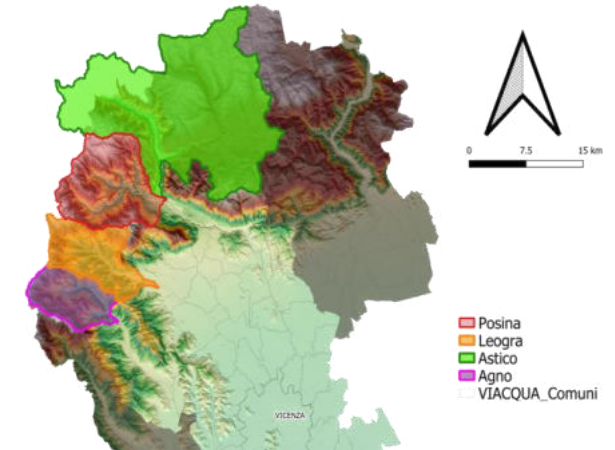 0 7.5 15 km
Posina
Leogra
Astico
Agno
VIACQUA_Comuni
VICENZA